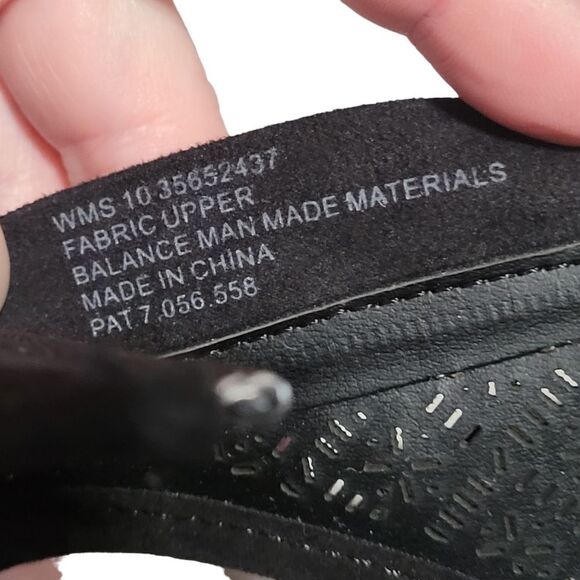 WMS 10 35652437
FABRIC UPPER
BALANCE MAN MADE MATERIALS
MADE IN CHINA
PAT 7.056.558